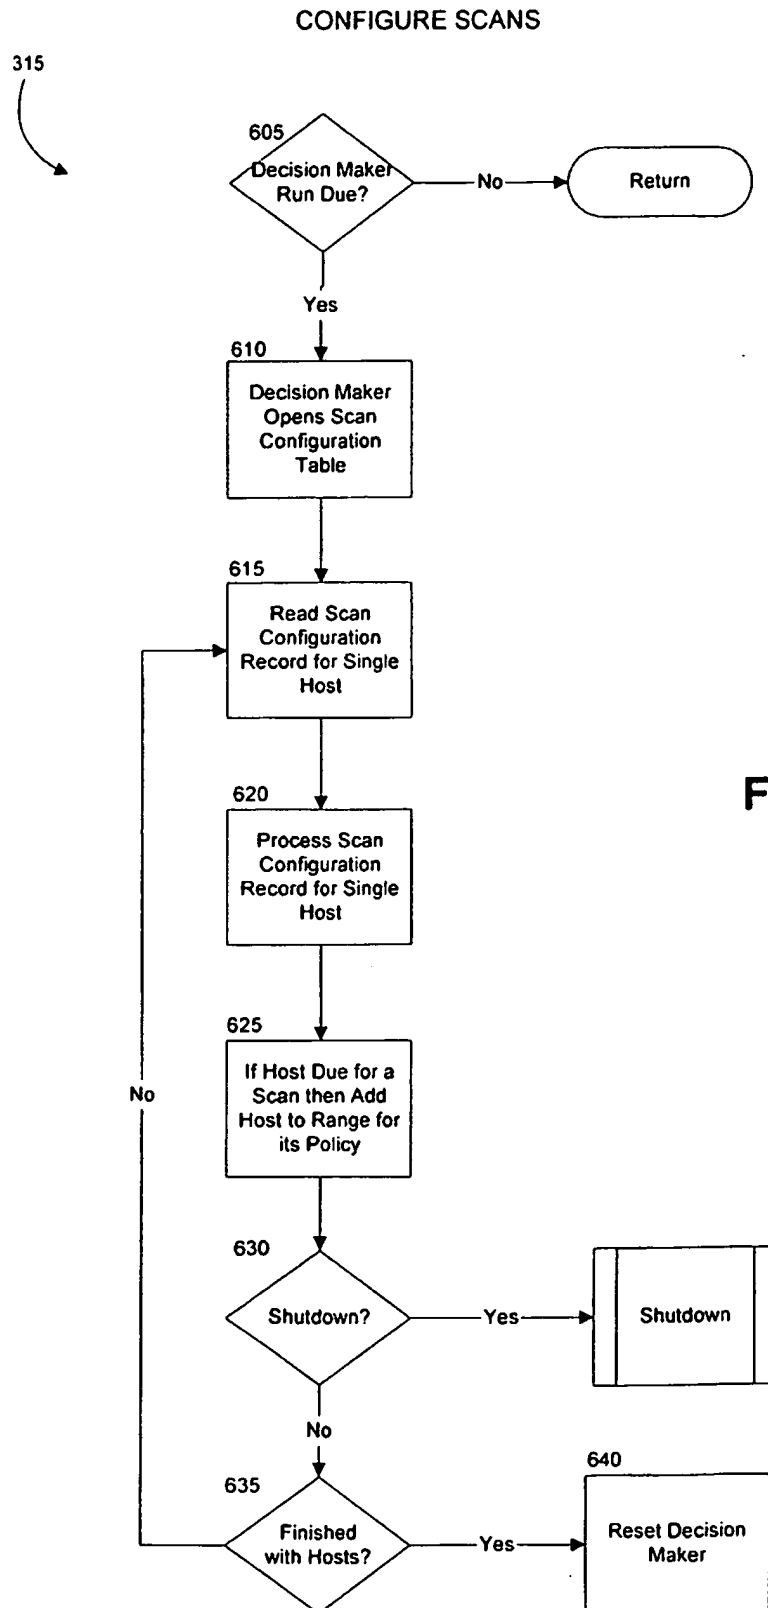 CONFIGURE SCANS
315
605
Decision Maker
Run Due?
No
Return
Yes
610
Decision Maker
Opens Scan
Configuration
Table
615
Read Scan
Configuration
Record for Single
Host
620
F
Process Scan
Configuration
Record for Single
Host
625
If Host Due for a
Scan then Add
Host to Range for
its Policy
No
630
Shutdown?
Yes
Shutdown
No
635
640
Finished
with Hosts?
Yes
Reset Decision
Maker